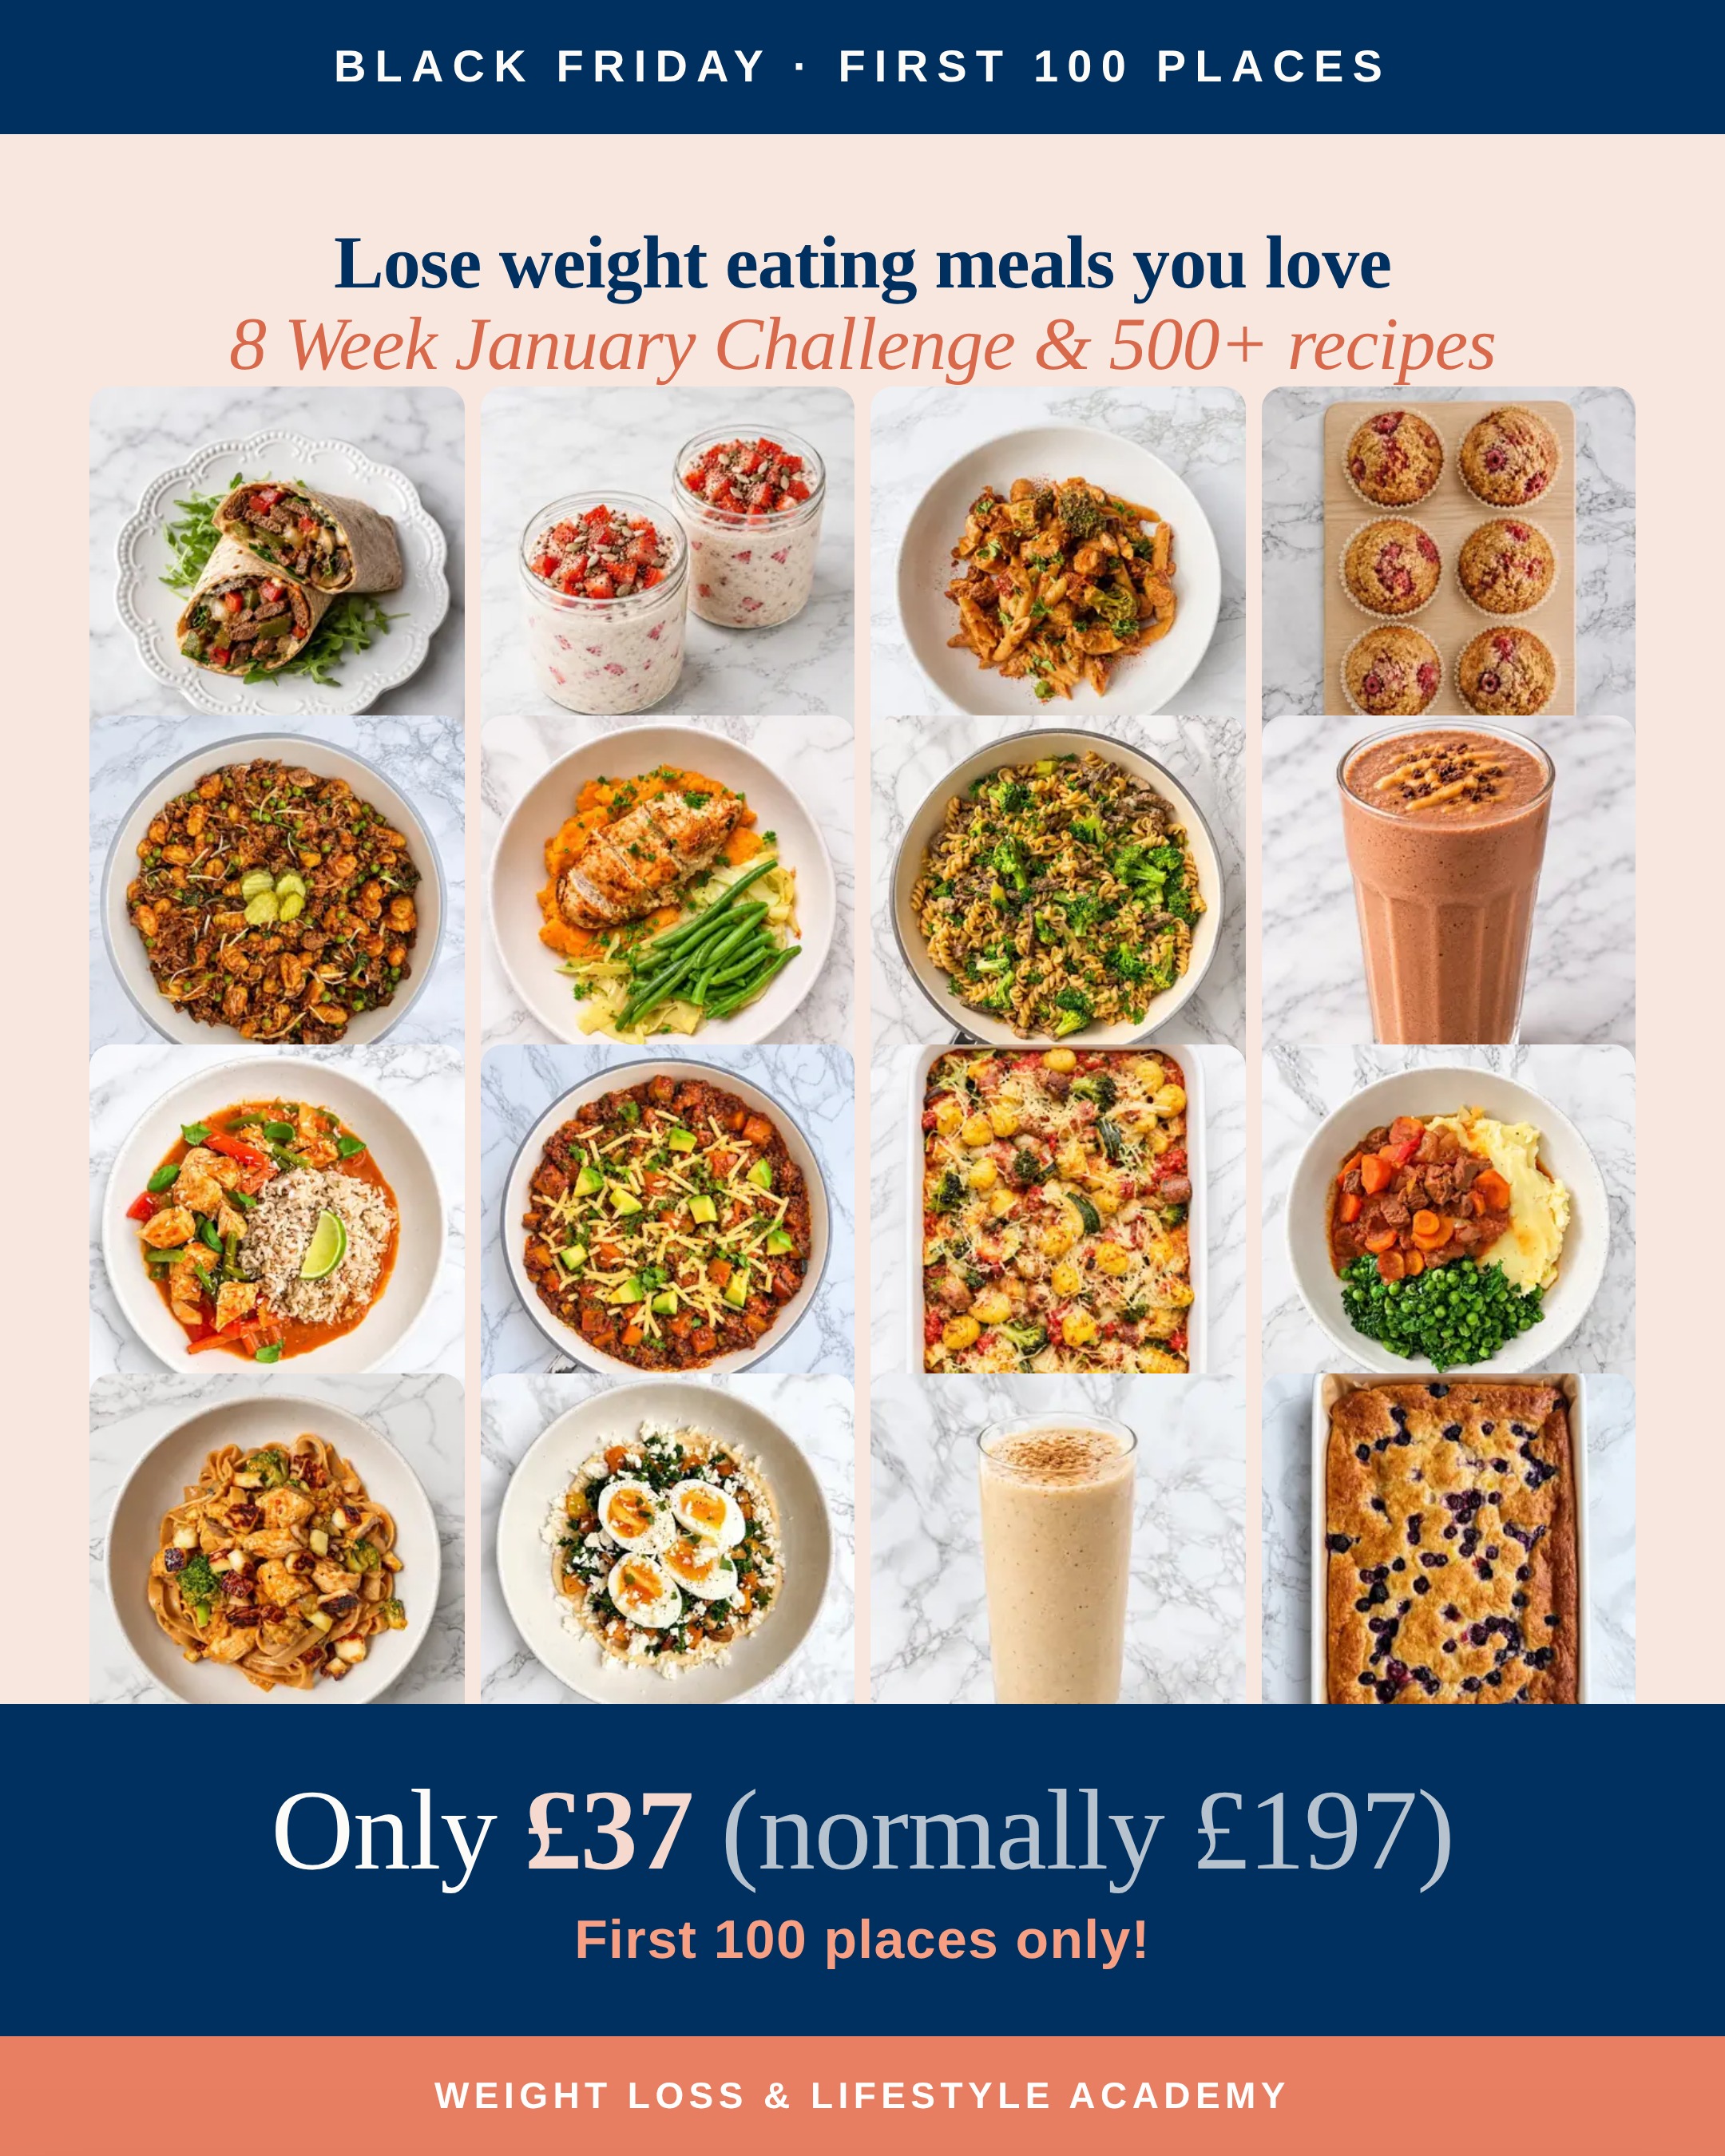 BLACK FRIDAY · FIRST 100 PLACES
Lose weight eating meals you love
8 Week January Challenge & 500+ recipes
Only £37 (normally £197)
First 100 places only!
WEIGHT LOSS & LIFESTYLE ACADEMY